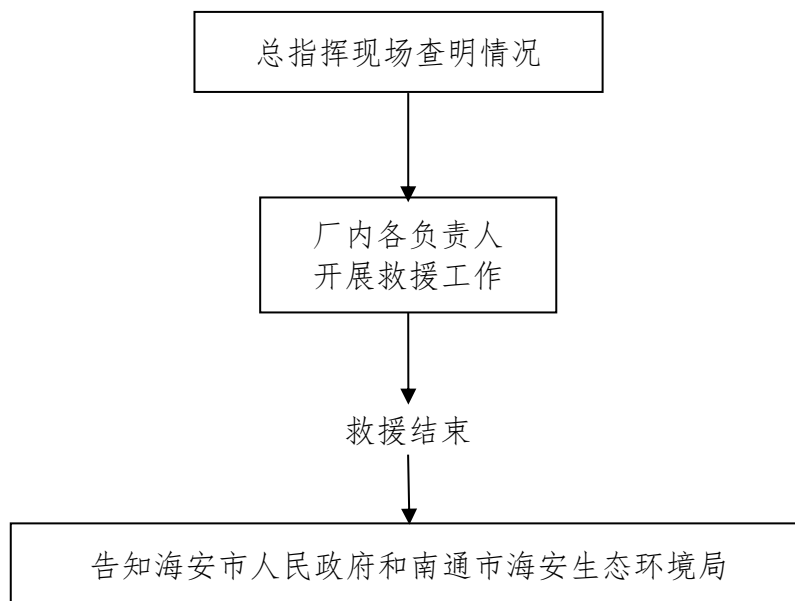 总指挥现场查明情况
厂内各负责人
开展救援工作
救援结束
告知海安市人民政府和南通市海安生态环境局